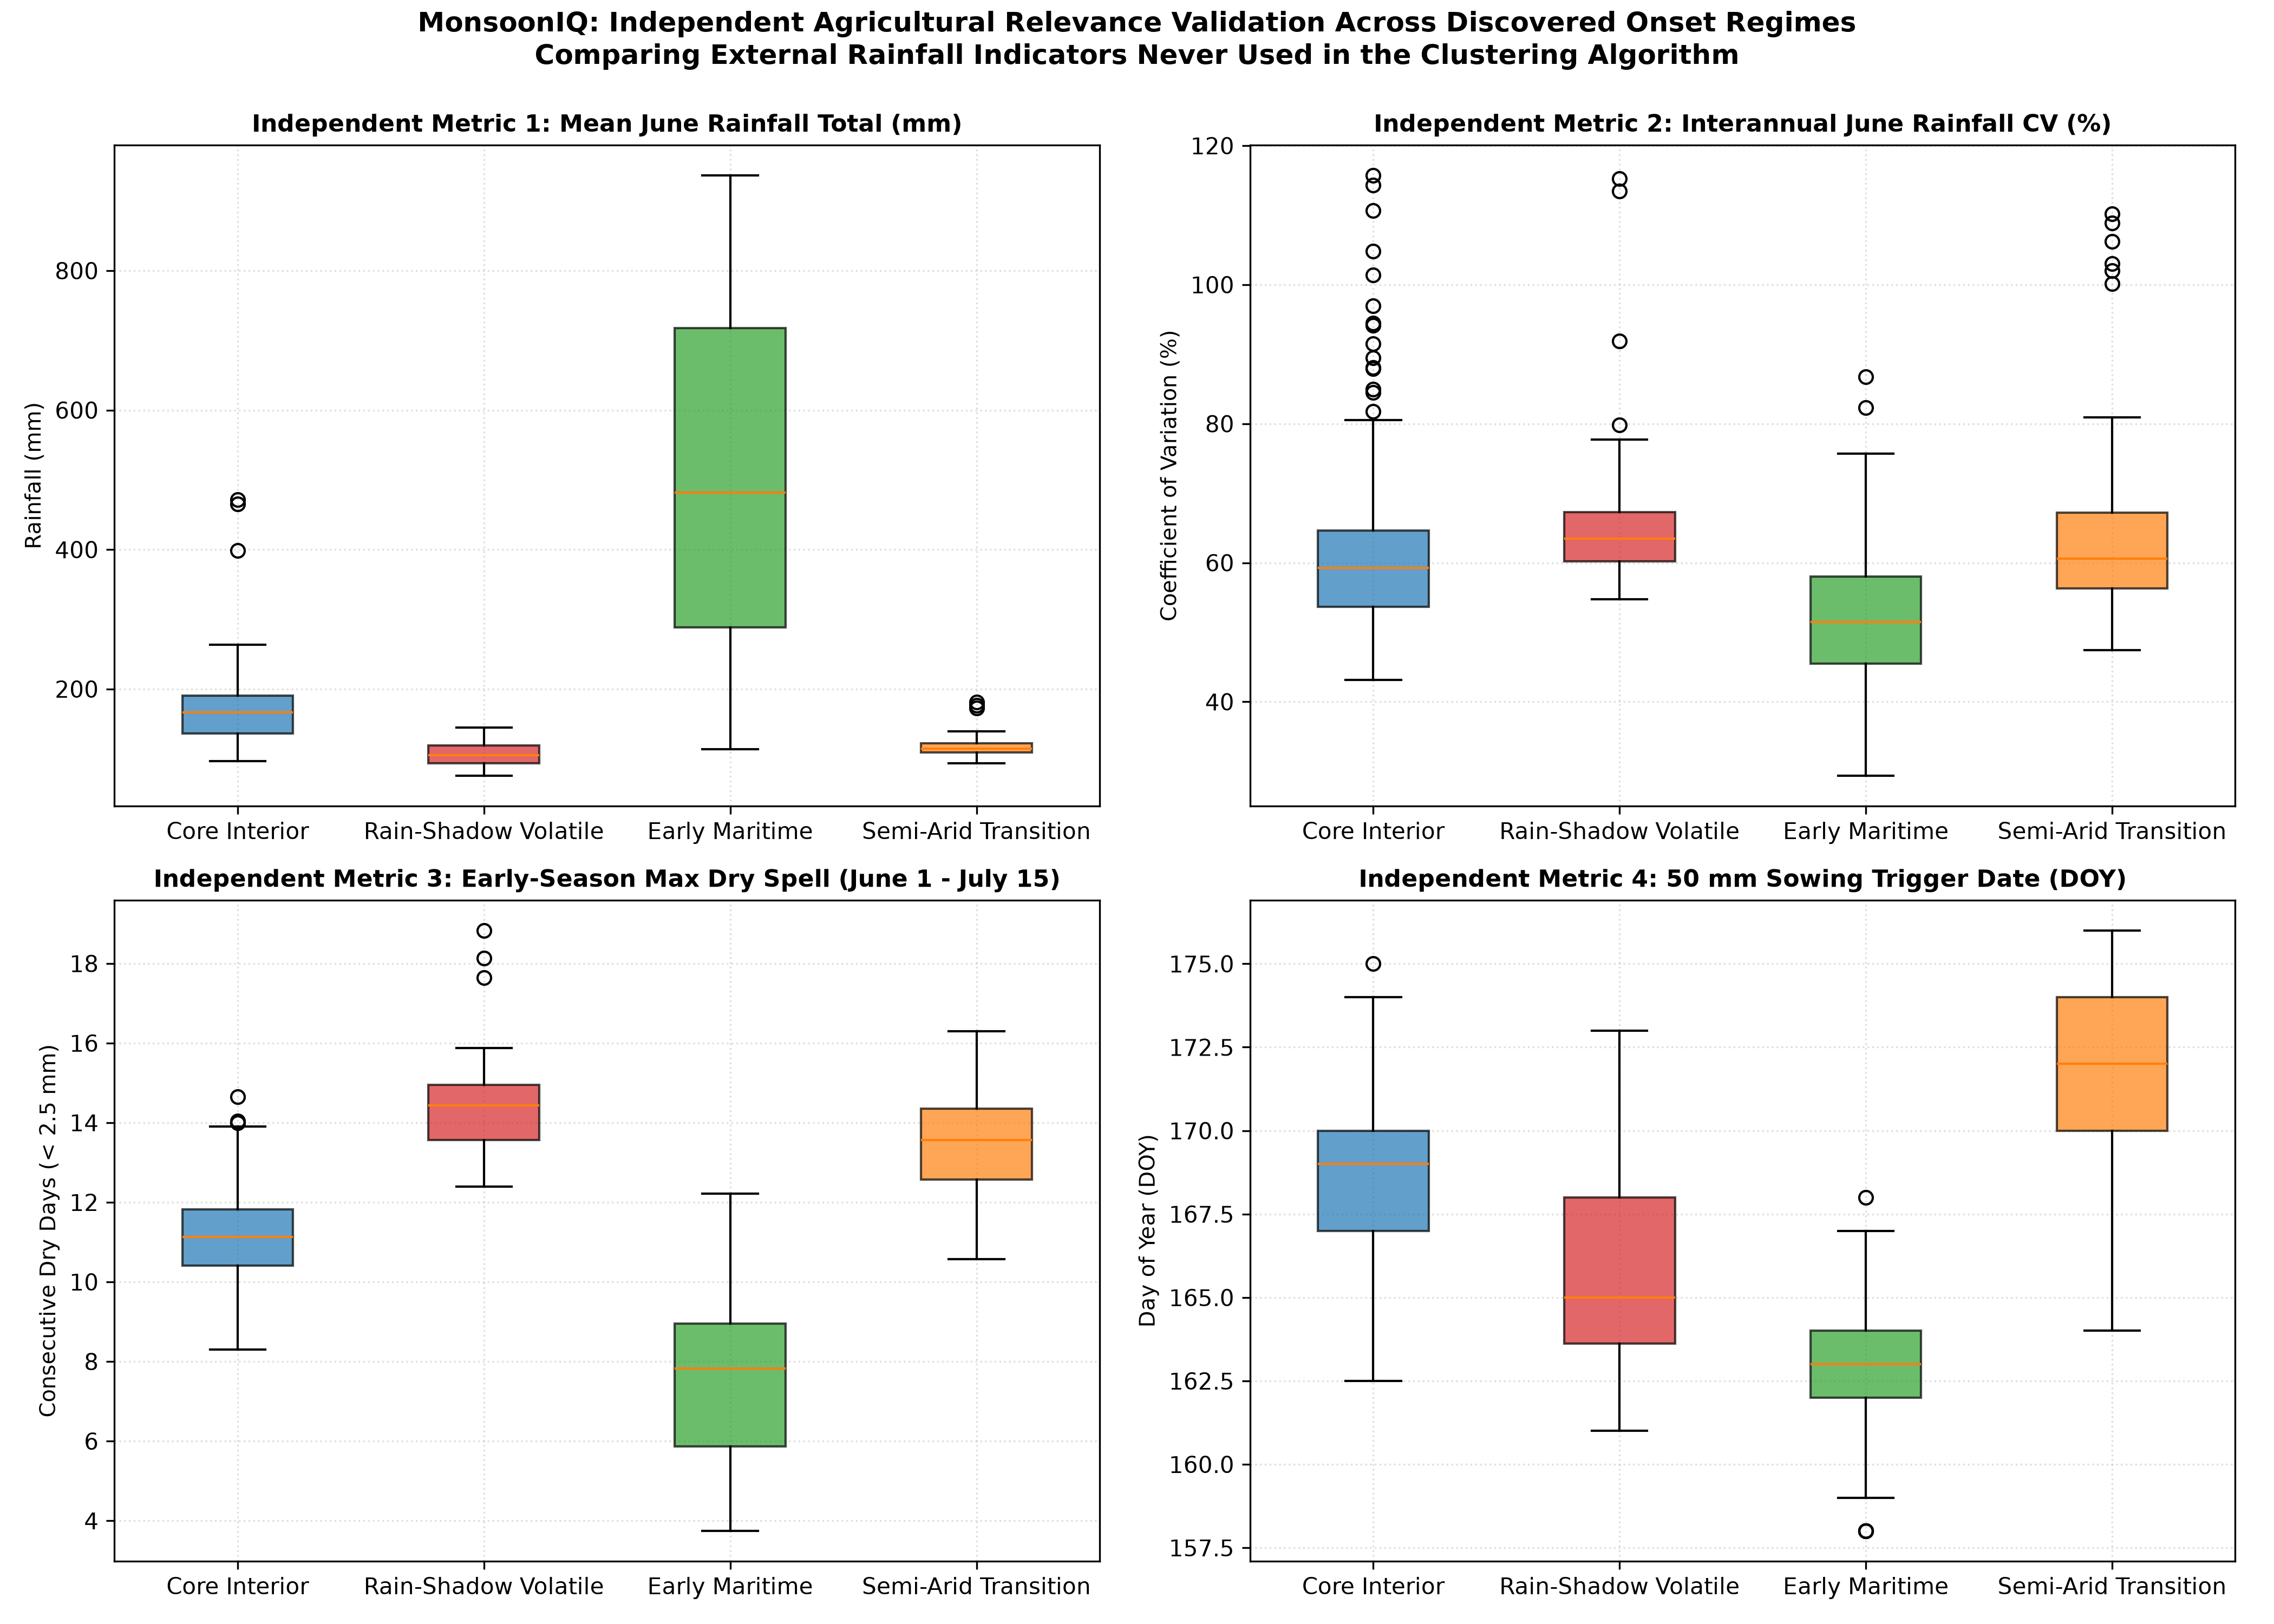 MonsoonIQ: Independent Agricultural Relevance Validation Across Discovered Onset Regimes
Comparing External Rainfall Indicators Never Used in the Clustering Algorithm
Independent Metric 1: Mean June Rainfall Total (mm)
Rainfall (mm)
800
600
400
200
Core Interior
Rain-Shadow Volatile
Early Maritime
Semi-Arid Transition
Independent Metric 2: Interannual June Rainfall CV (%)
Coefficient of Variation (%)
120
100
80
60
40
Core Interior
Rain-Shadow Volatile
Early Maritime
Semi-Arid Transition
Independent Metric 3: Early-Season Max Dry Spell (June 1 - July 15)
Consecutive Dry Days (< 2.5 mm)
18
16
14
12
10
8
6
4
Core Interior
Rain-Shadow Volatile
Early Maritime
Semi-Arid Transition
Independent Metric 4: 50 mm Sowing Trigger Date (DOY)
Day of Year (DOY)
175.0
172.5
170.0
167.5
165.0
162.5
160.0
157.5
Core Interior
Rain-Shadow Volatile
Early Maritime
Semi-Arid Transition